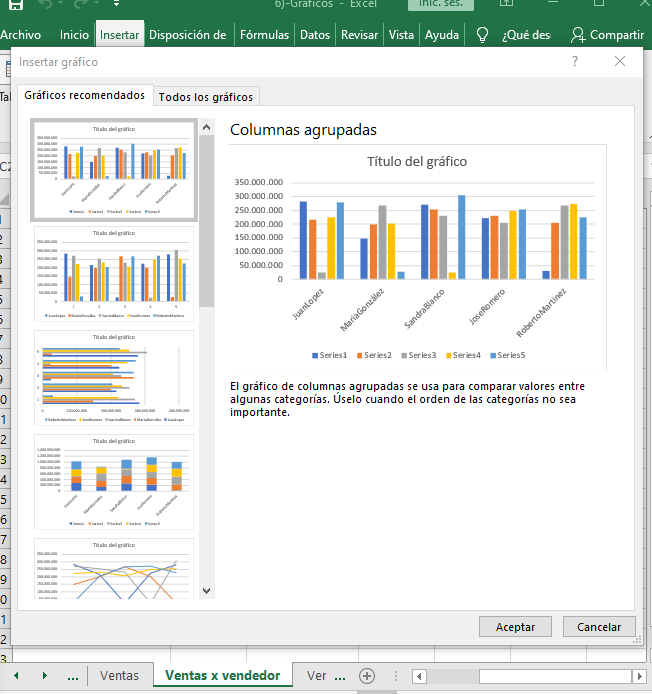 6)-Gráficos - Excel
Inic. ses.
Archivo Inicio Insertar Disposición de Fórmulas Datos Revisar Vista Ayuda ¿Qué des Compartir
Insertar gráfico
Gráficos recomendados Todos los gráficos
Título del gráfico
Título del gráfico
Título del gráfico
Título del gráfico
Título del gráfico
Columnas agrupadas
Título del gráfico
350.000.000
300.000.000
250.000.000
200.000.000
150.000.000
100.000.000
50.000.000
0
JuanLopez MariaGonzález SandraBlanco JoseRomero RobertoMartinez
Series1 Series2 Series3 Series4 Series5
El gráfico de columnas agrupadas se usa para comparar valores entre
algunas categorías. Úselo cuando el orden de las categorías no sea
importante.
Aceptar Cancelar
... Ventas Ventas x vendedor Ver ...